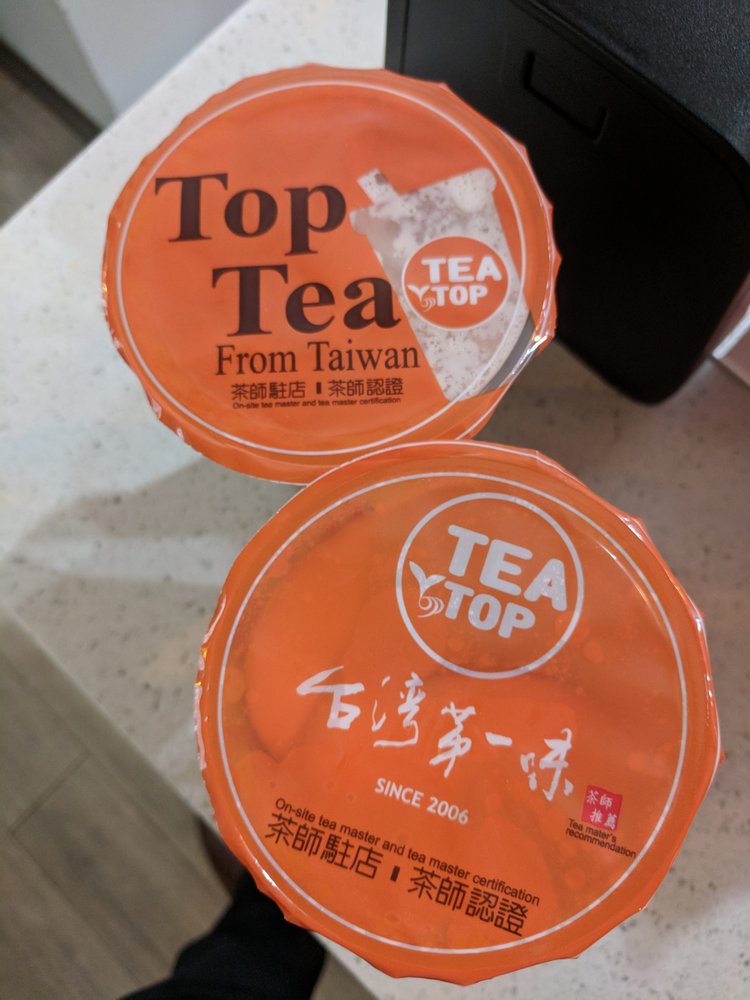 Top
Tea
TEA
TOP
From Taiwan
茶師駐店 ▮ 茶師認證
On-site tea master and tea master certification
TEA
TOP
台灣第一味
SINCE 2006
茶師
推薦
Tea mater's
recommendation
On-site tea master and tea master certification
茶師駐店 ▮ 茶師認證